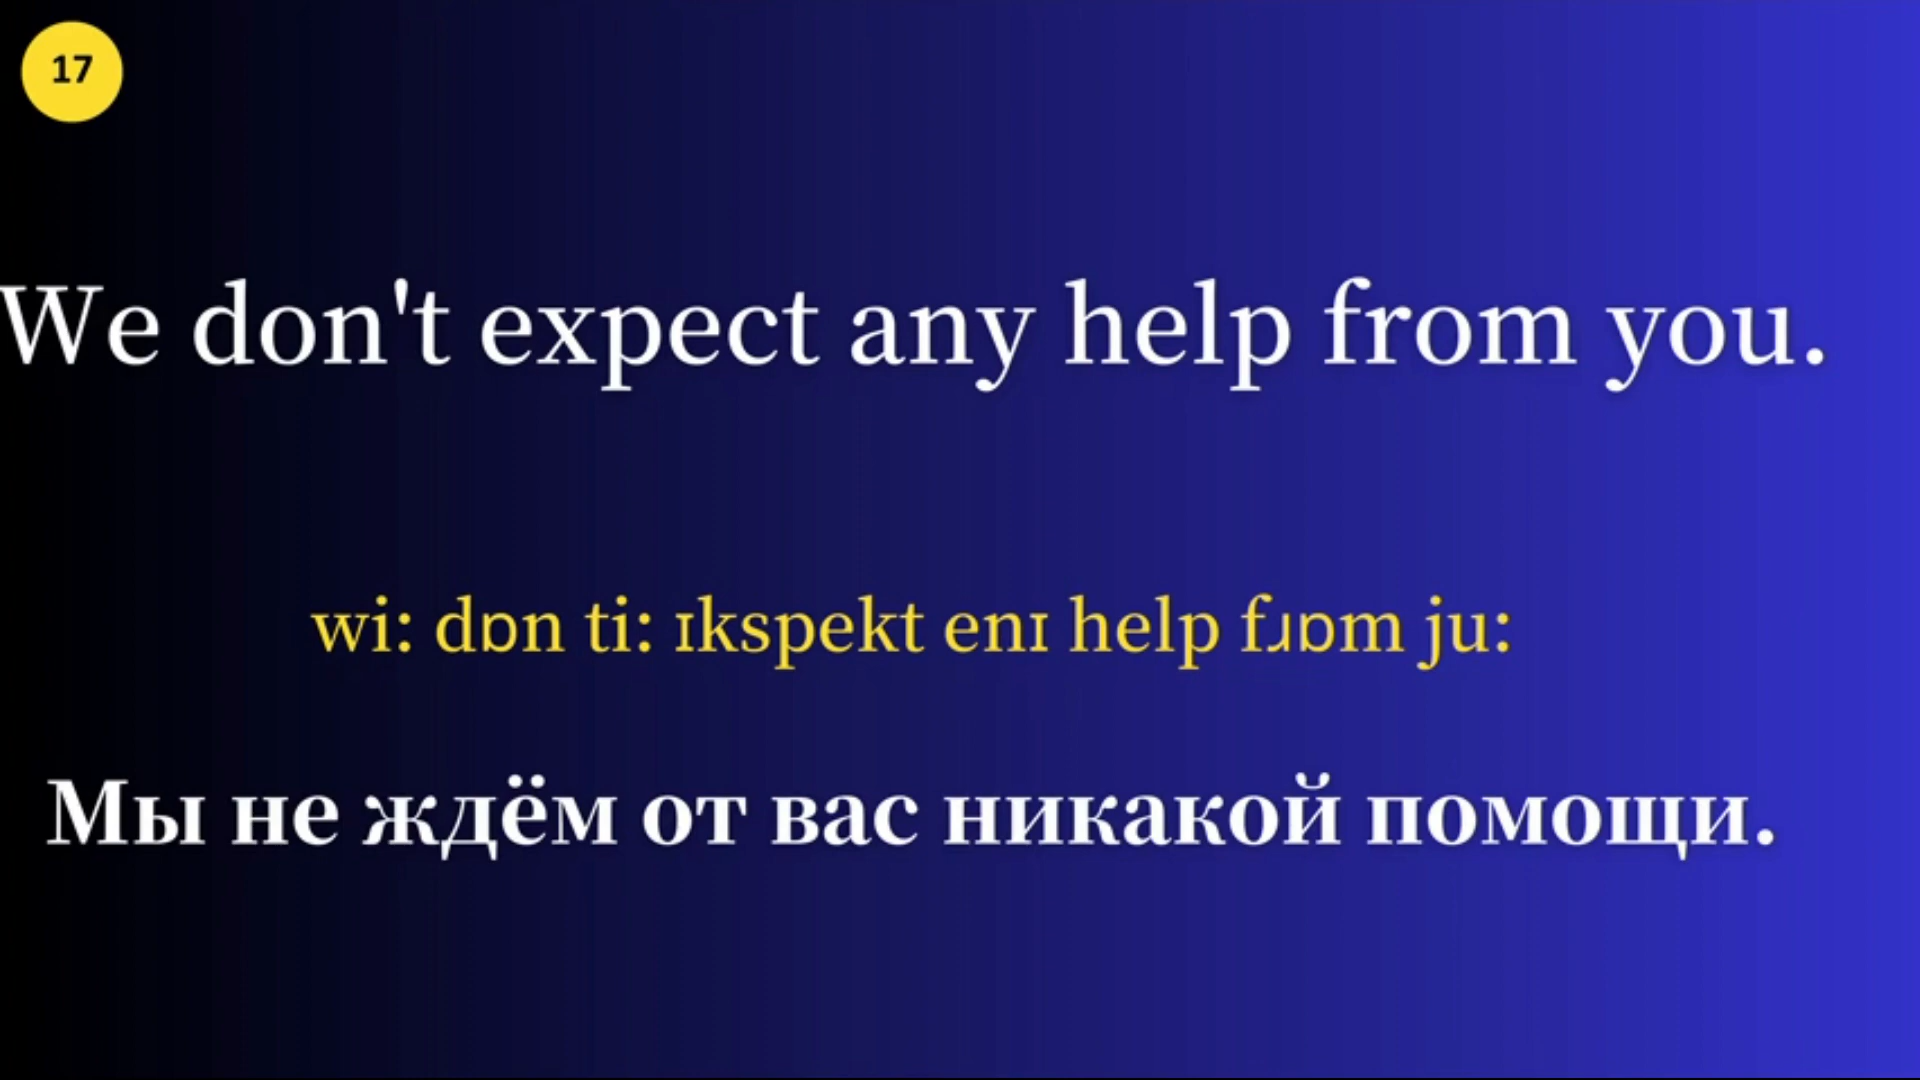 17
We don't expect any help from you.
wi: dɒn ti: ɪkspekt enɪ help fɹɒm ju:
Мы не ждём от вас никакой помощи.